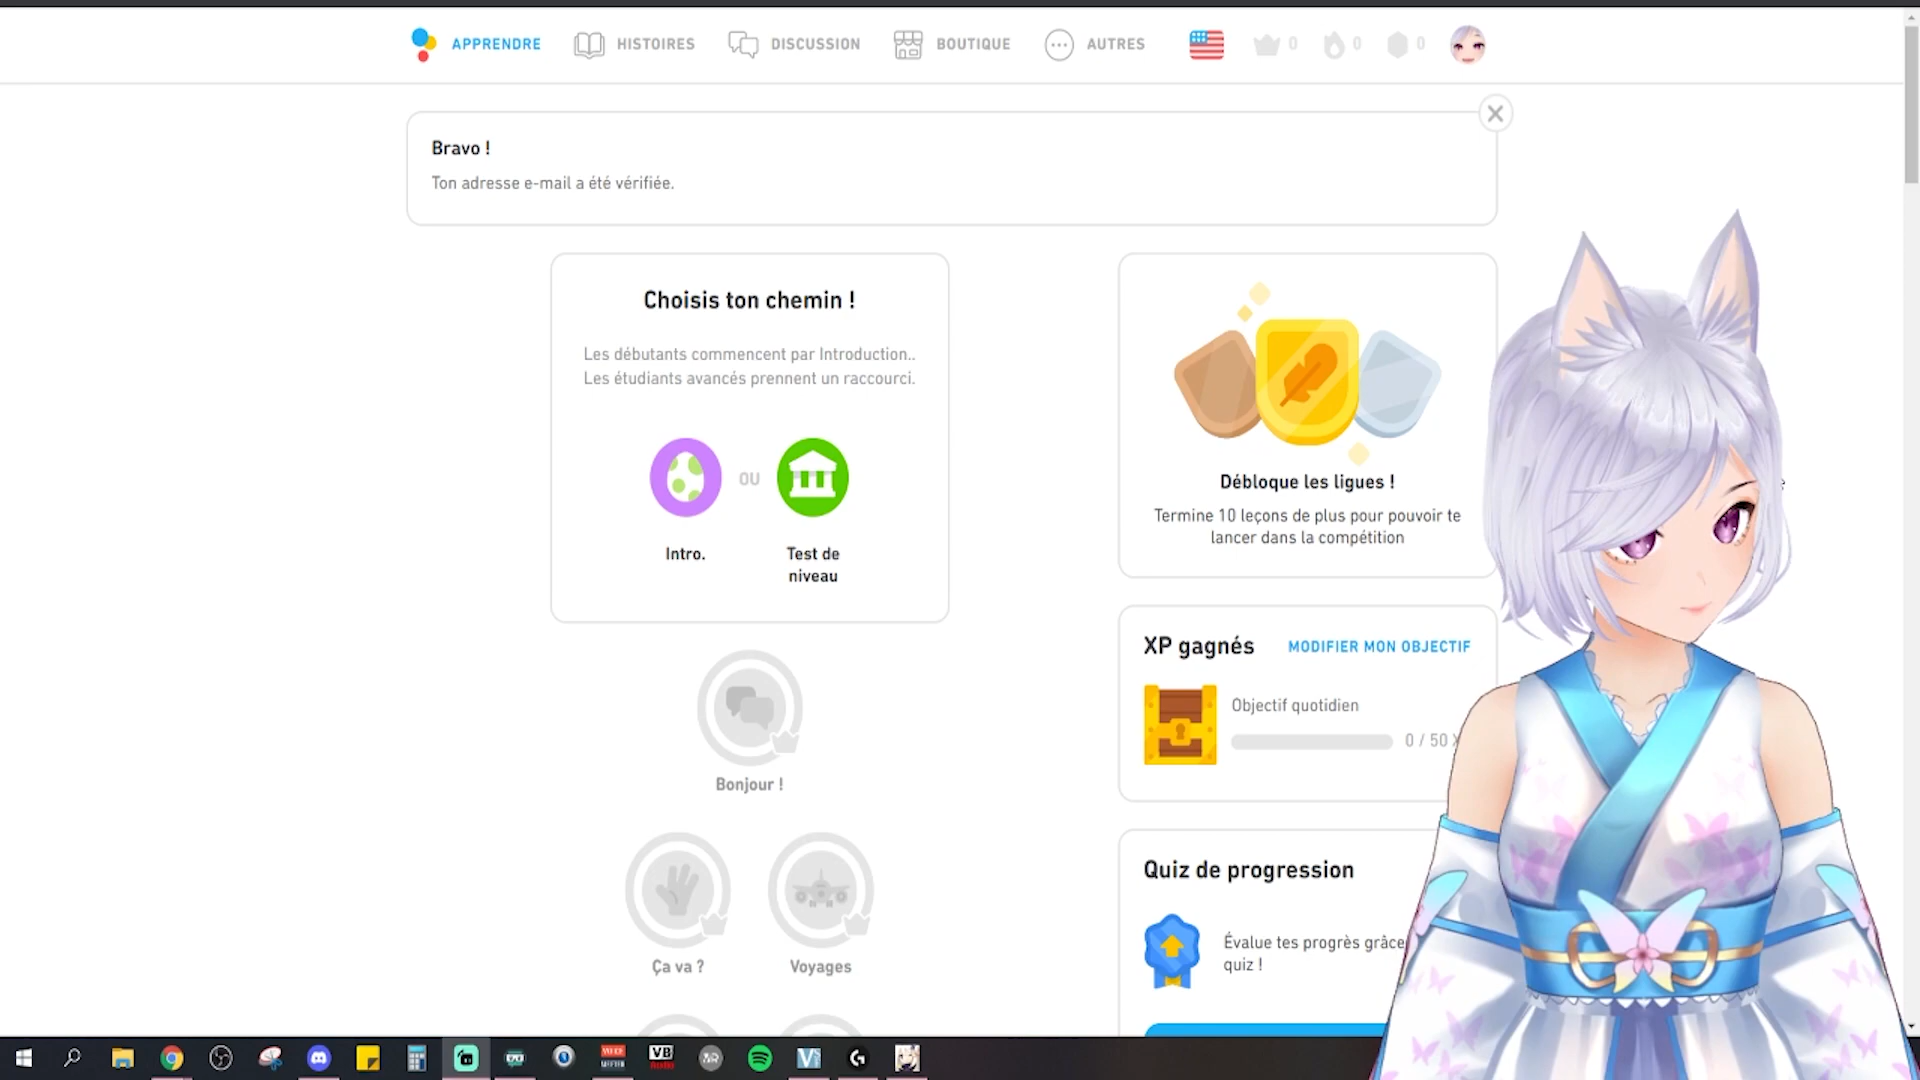 APPRENDRE HISTOIRES DISCUSSION BOUTIQUE AUTRES 0 0 0
Bravo !
Ton adresse e-mail a été vérifiée.
Choisis ton chemin !
Les débutants commencent par Introduction..
Les étudiants avancés prennent un raccourci.
OU
Intro.
Test de
niveau
Bonjour !
Ça va ?
Voyages
Débloque les ligues !
Termine 10 leçons de plus pour pouvoir te
lancer dans la compétition
XP gagnés MODIFIER MON OBJECTIF
Objectif quotidien
0 / 50
Quiz de progression
Évalue tes progrès grâce
quiz !
VB